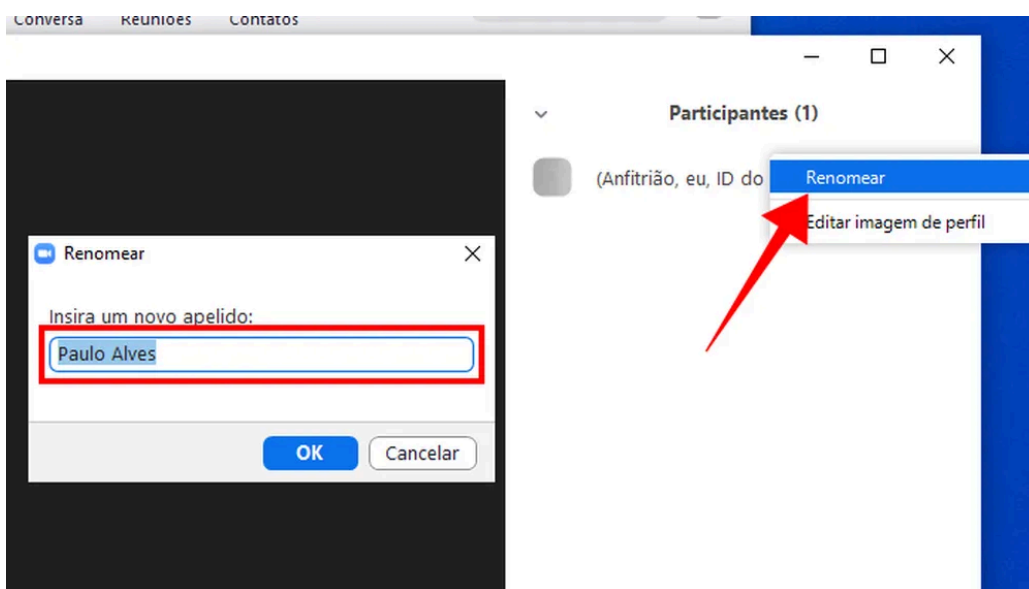 Conversa Reuniões Contatos
Participantes (1)
(Anfitrião, eu, ID do
Renomear
Editar imagem de perfil
Renomear
Insira um novo apelido:
Paulo Alves
OK Cancelar